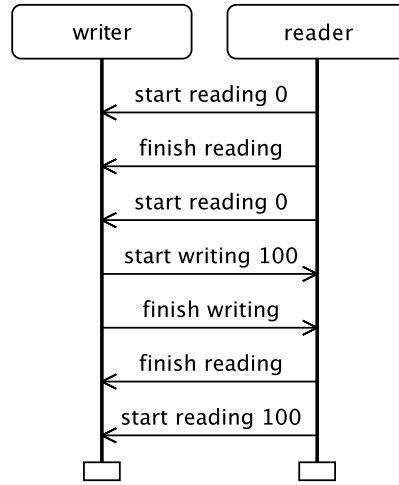 writer
reader
start reading 0
finish reading
start reading 0
start writing 100
finish writing
finish reading
start reading 100